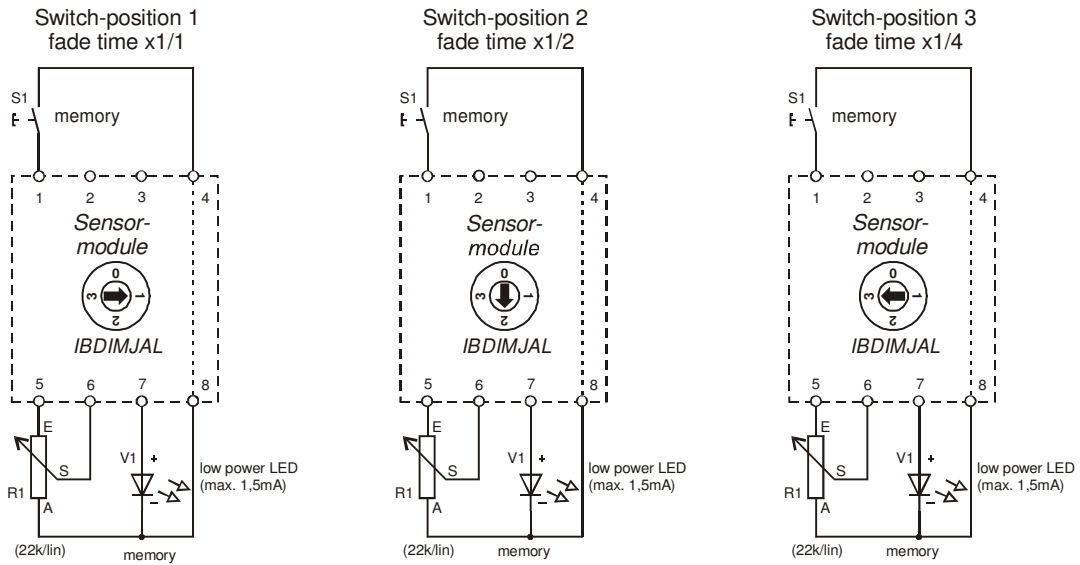 Switch-position 1
fade time x1/1
S1
memory
1 2 3 4
Sensor-
module
0
1
2
3
IBDIMJAL
5 6 7 8
E
S
R1
A
V1 +
–
low power LED
(max. 1,5mA)
(22k/lin)
memory
Switch-position 2
fade time x1/2
S1
memory
1 2 3 4
Sensor-
module
0
1
2
3
IBDIMJAL
5 6 7 8
E
S
R1
A
V1 +
–
low power LED
(max. 1,5mA)
(22k/lin)
memory
Switch-position 3
fade time x1/4
S1
memory
1 2 3 4
Sensor-
module
0
1
2
3
IBDIMJAL
5 6 7 8
E
S
R1
A
V1 +
–
low power LED
(max. 1,5mA)
(22k/lin)
memory